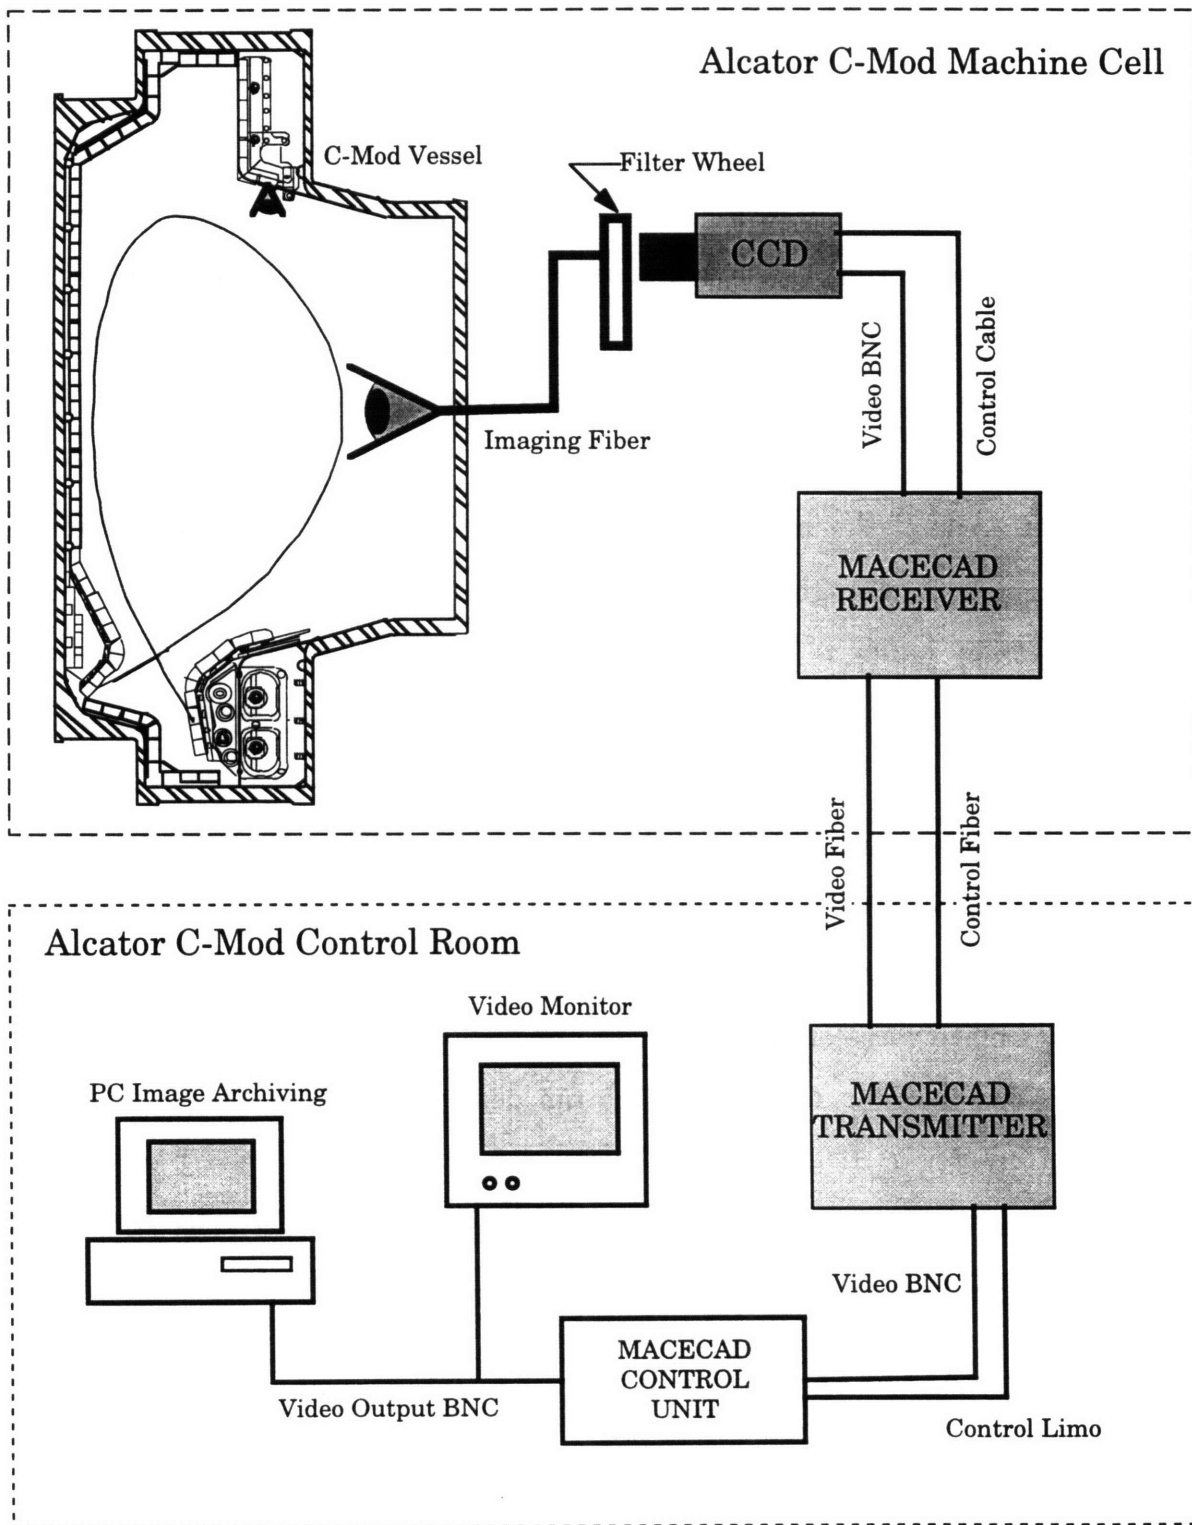 Alcator C-Mod Machine Cell
C-Mod Vessel
Filter Wheel
CCD
Video BNC
Control Cable
Imaging Fiber
MACECAD
RECEIVER
Video Fiber
Control Fiber
Alcator C-Mod Control Room
Video Monitor
PC Image Archiving
MACECAD
TRANSMITTER
Video BNC
MACECAD
CONTROL
UNIT
Video Output BNC
Control Limo